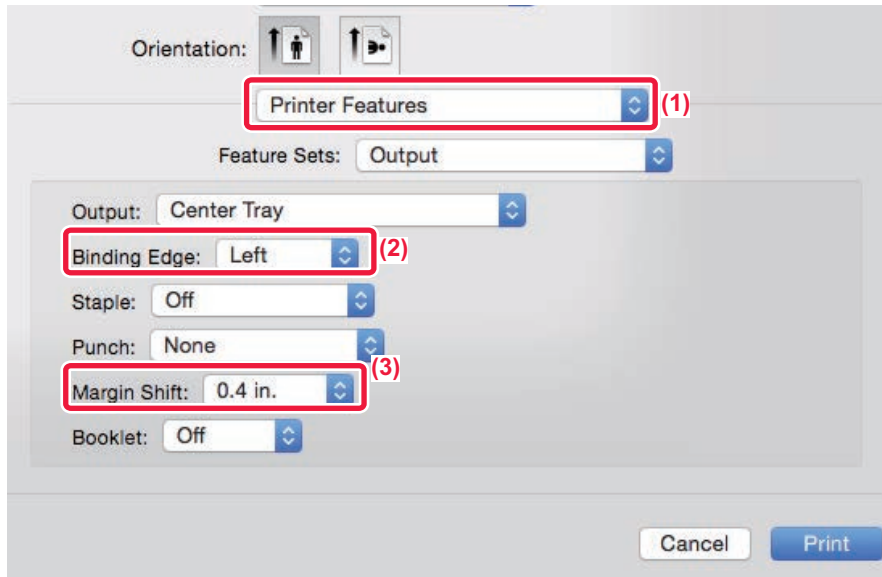 Orientation:
Printer Features (1)
Feature Sets: Output
Output: Center Tray
Binding Edge: Left (2)
Staple: Off
Punch: None
(3)
Margin Shift: 0.4 in.
Booklet: Off
Cancel Print